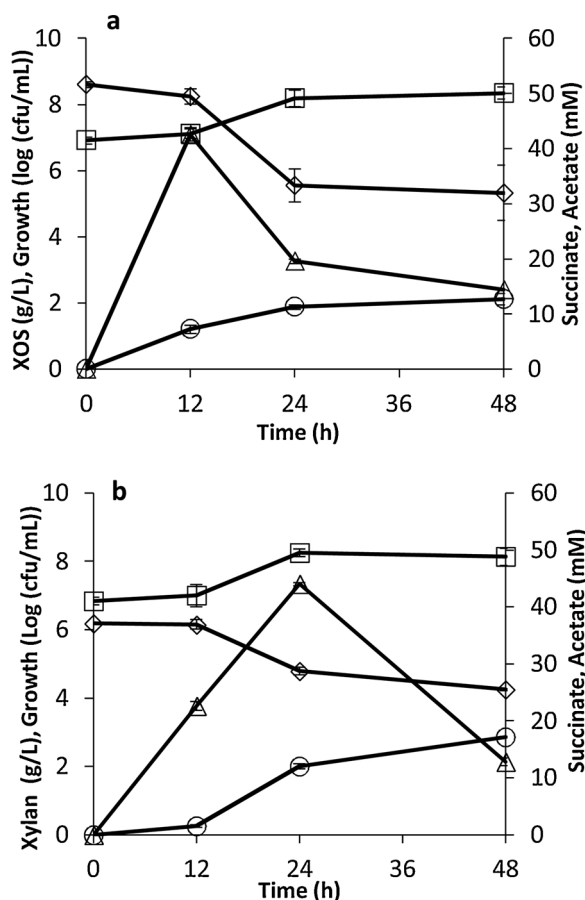 a
XOS (g/L), Growth (log (cfu/mL))
10
8
6
4
2
0
60
50
40
30
20
10
0
Succinate, Acetate (mM)
0 12 24 36 48
Time (h)
b
Xylan (g/L), Growth (Log (cfu/mL))
10
8
6
4
2
0
60
50
40
30
20
10
0
Succinate, Acetate (mM)
0 12 24 36 48
Time (h)